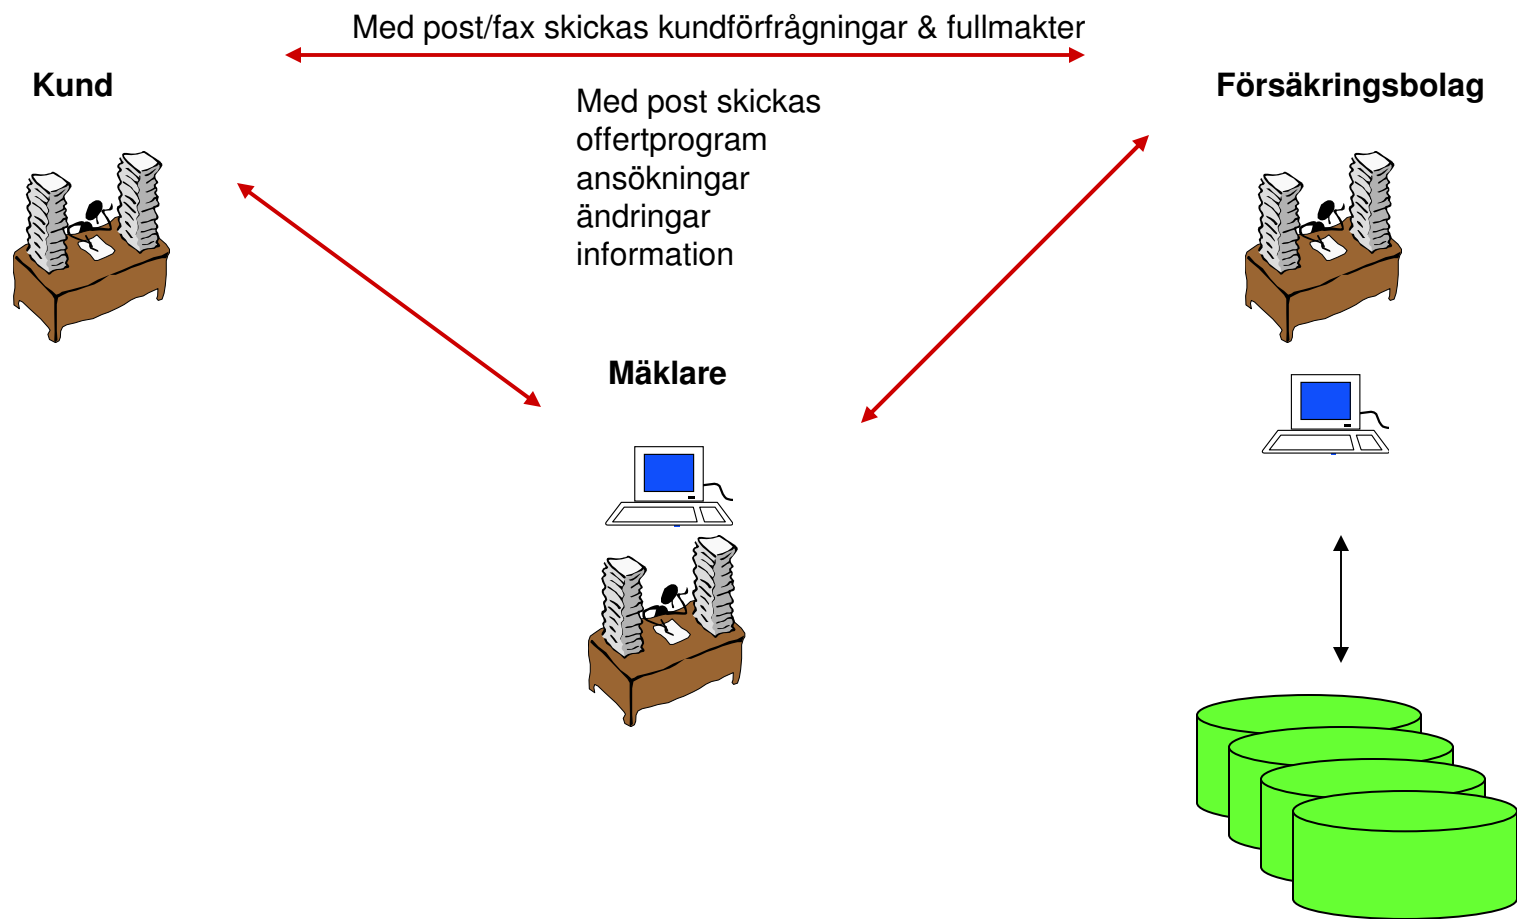 Med post/fax skickas kundförfrågningar & fullmakter
Kund
Försäkringsbolag
Med post skickas
offertprogram
ansökningar
ändringar
information
Mäklare